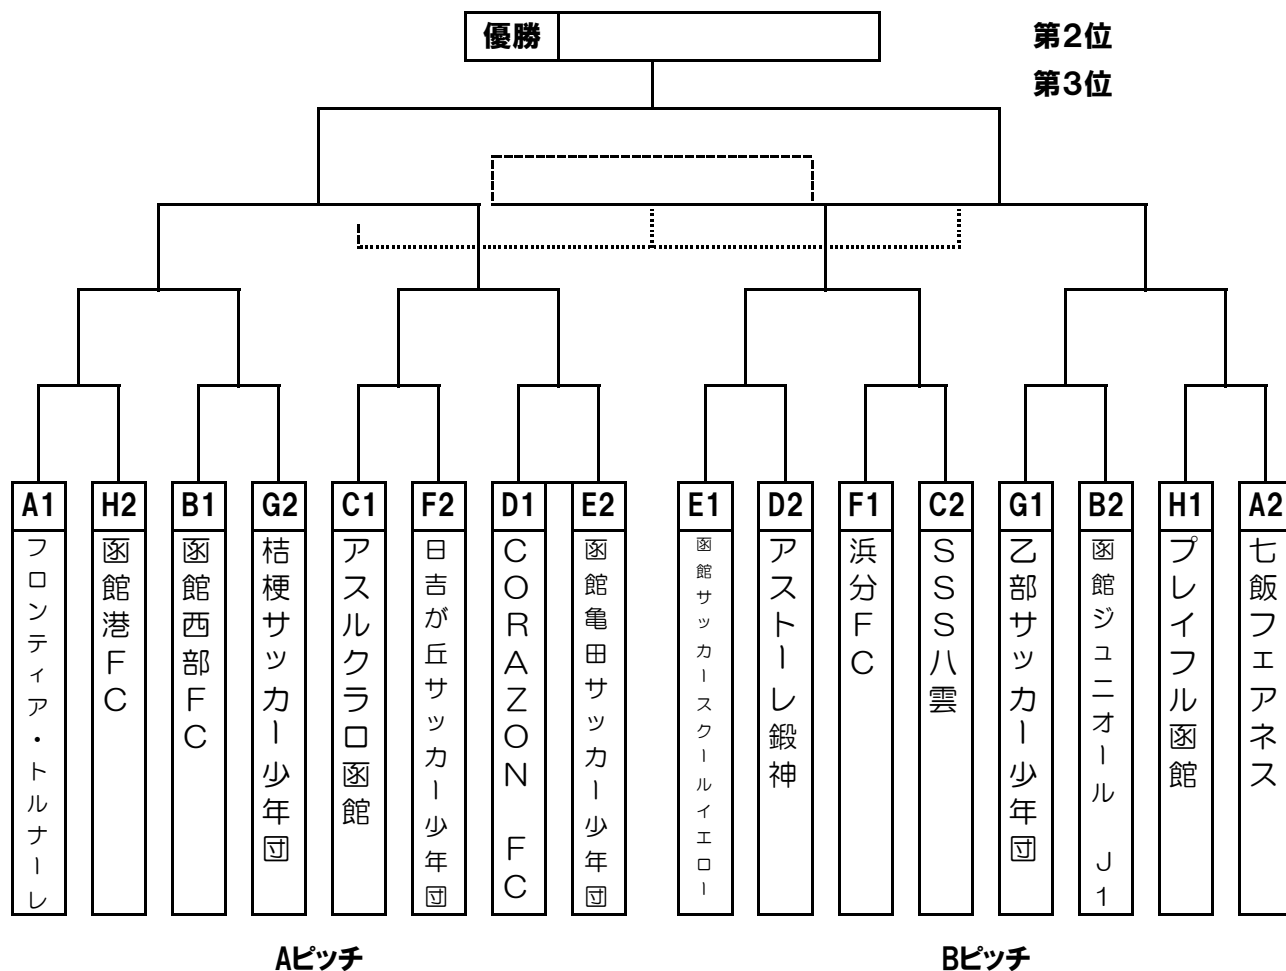 優勝
第2位
第3位
A1
H2
B1
G2
C1
F2
D1
E2
E1
D2
F1
C2
G1
B2
H1
A2
フロンティア・トルナーレ
函館港FC
函館西部FC
桔梗サッカー少年団
アスルクラロ函館
日吉が丘サッカー少年団
CORAZON FC
函館亀田サッカー少年団
函館サッカースクールイエロー
アストーレ鍛神
浜分FC
SSS八雲
乙部サッカー少年団
函館ジュニオール J1
プレイフル函館
七飯フェアネス
Aピッチ
Bピッチ